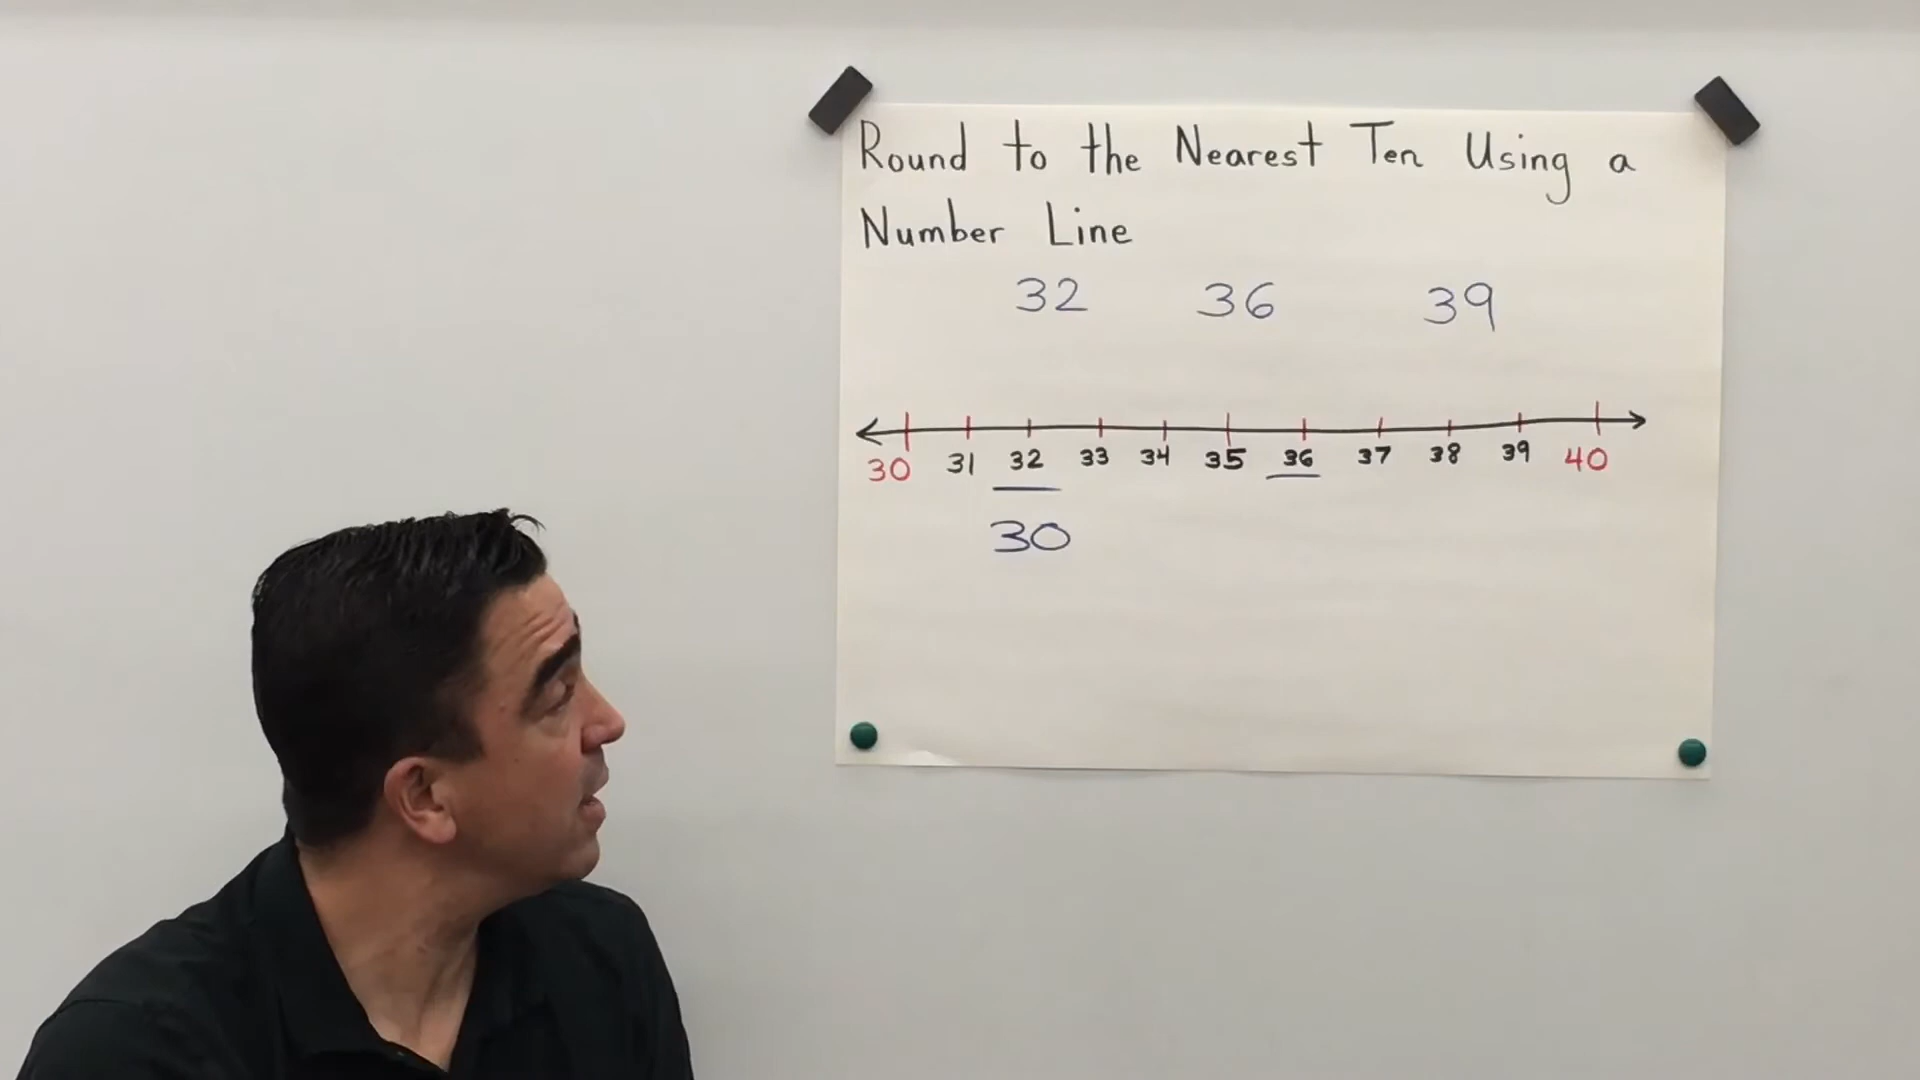 Round to the Nearest Ten Using a
Number Line
32 36 39
30 31 32 33 34 35 36 37 38 39 40
30